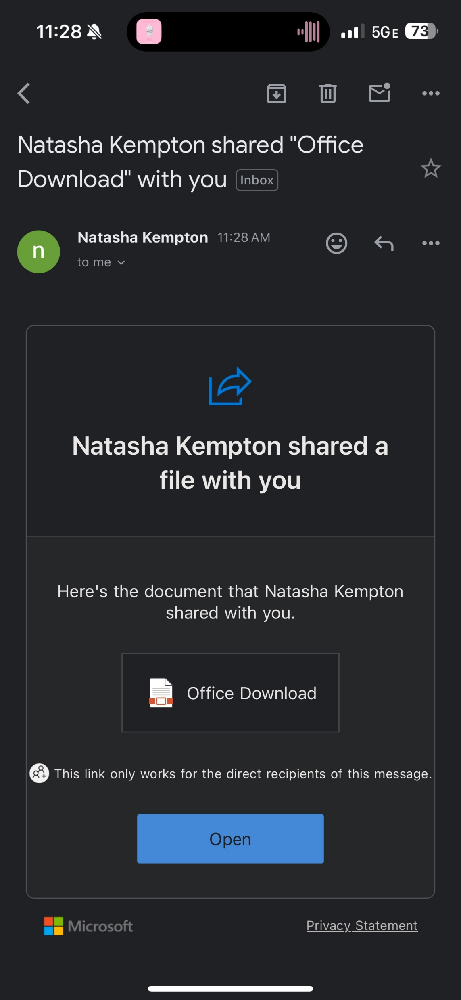 11:28
5GE 73
Natasha Kempton shared "Office
Download" with you Inbox
n
Natasha Kempton 11:28 AM
to me
Natasha Kempton shared a
file with you
Here's the document that Natasha Kempton
shared with you.
Office Download
This link only works for the direct recipients of this message.
Open
Microsoft Privacy Statement